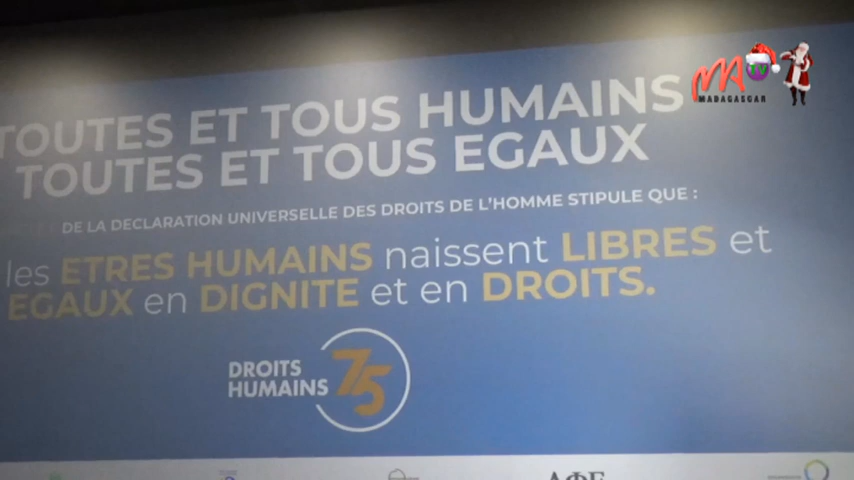 MA TV
MADAGASCAR
TOUTES ET TOUS HUMAINS
TOUTES ET TOUS EGAUX
DE LA DECLARATION UNIVERSELLE DES DROITS DE L'HOMME STIPULE QUE :
les ETRES HUMAINS naissent LIBRES et
EGAUX en DIGNITE et en DROITS.
DROITS
HUMAINS
75